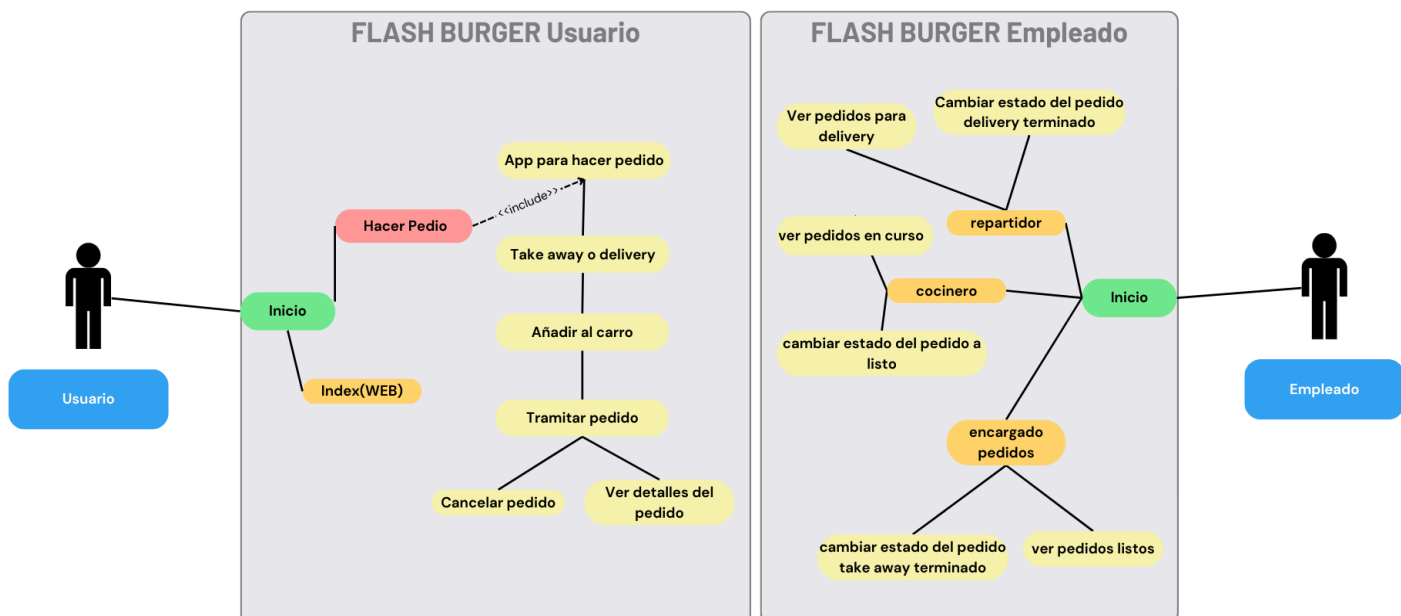 FLASH BURGER Usuario
App para hacer pedido
<<include>>
Hacer Pedio
Take away o delivery
Inicio
Añadir al carro
Index(WEB)
Usuario
Tramitar pedido
Cancelar pedido
Ver detalles del
pedido
FLASH BURGER Empleado
Ver pedidos para
delivery
Cambiar estado del pedido
delivery terminado
repartidor
ver pedidos en curso
cocinero
Inicio
cambiar estado del pedido a
listo
Empleado
encargado
pedidos
cambiar estado del pedido
take away terminado
ver pedidos listos